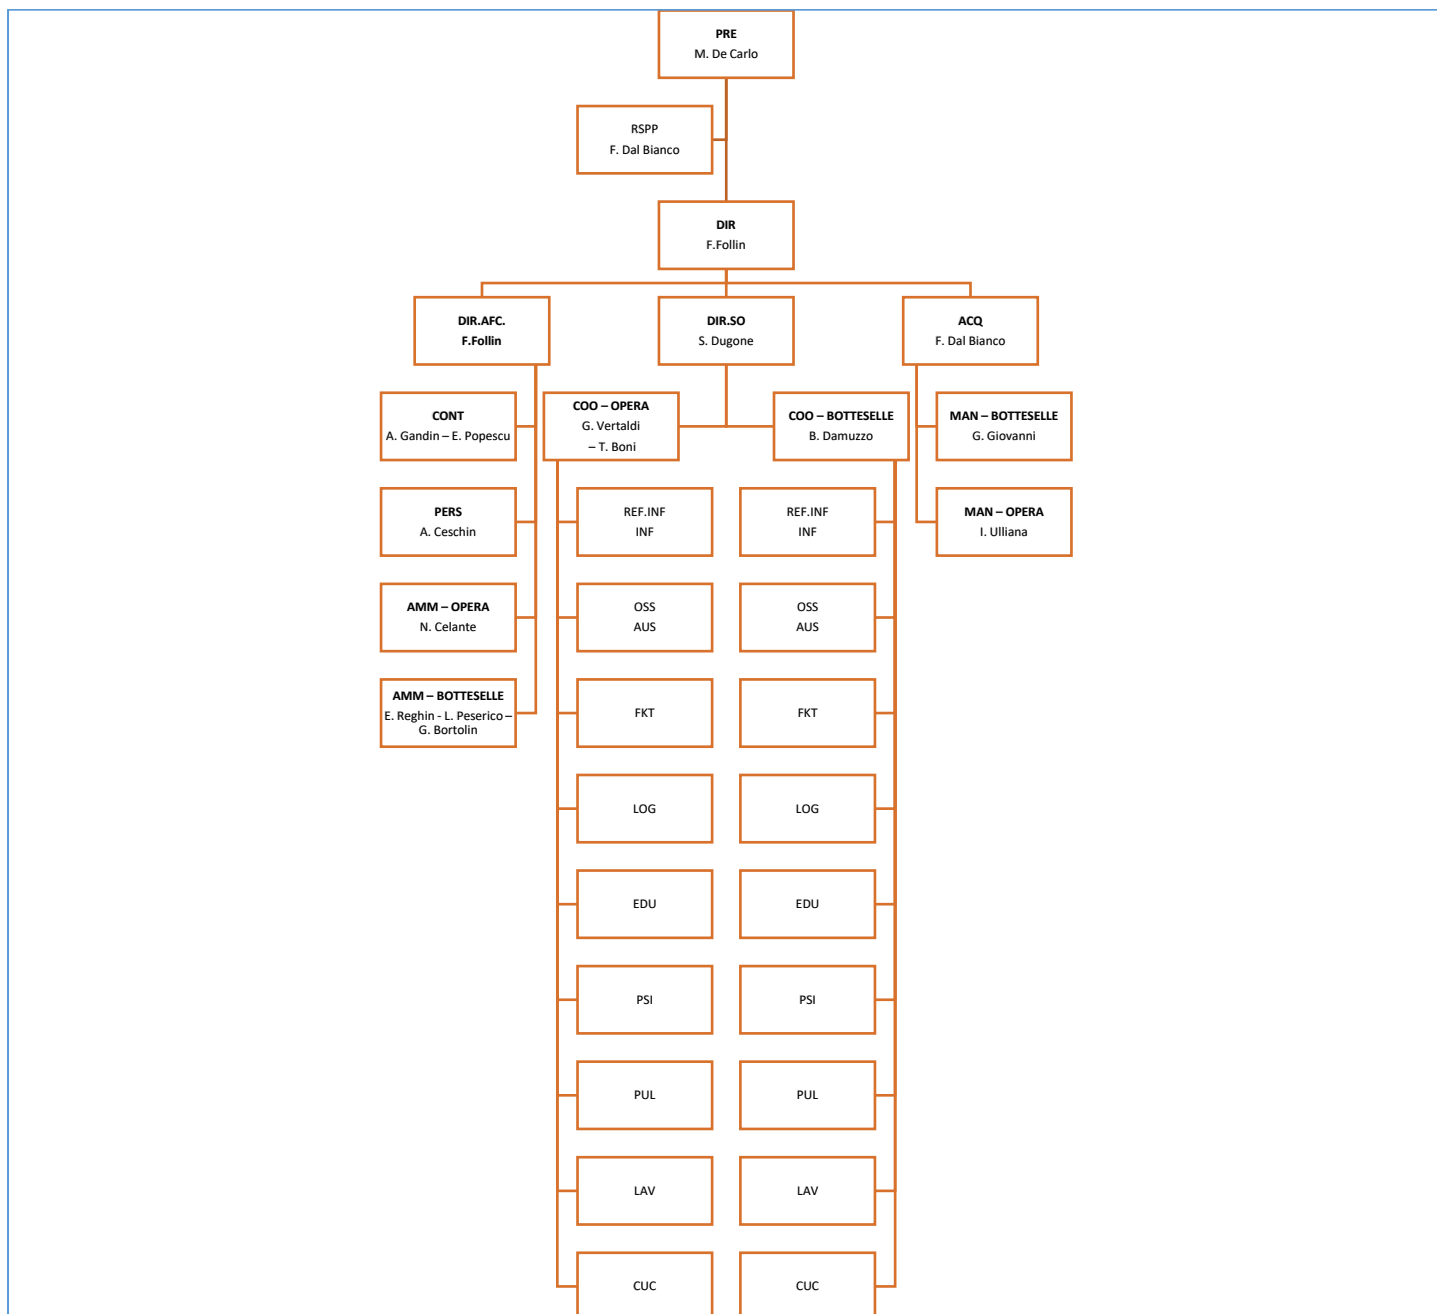 PRE
M. De Carlo
RSPP
F. Dal Bianco
DIR
F.Follin
DIR.AFC.
F.Follin
DIR.SO
S. Dugone
ACQ
F. Dal Bianco
CONT
A. Gandin – E. Popescu
COO – OPERA
G. Vertaldi
– T. Boni
COO – BOTTESELLE
B. Damuzzo
MAN – BOTTESELLE
G. Giovanni
PERS
A. Ceschin
REF.INF
INF
REF.INF
INF
MAN – OPERA
I. Ulliana
AMM – OPERA
N. Celante
OSS
AUS
OSS
AUS
AMM – BOTTESELLE
E. Reghin - L. Peserico –
G. Bortolin
FKT
FKT
LOG
LOG
EDU
EDU
PSI
PSI
PUL
PUL
LAV
LAV
CUC
CUC